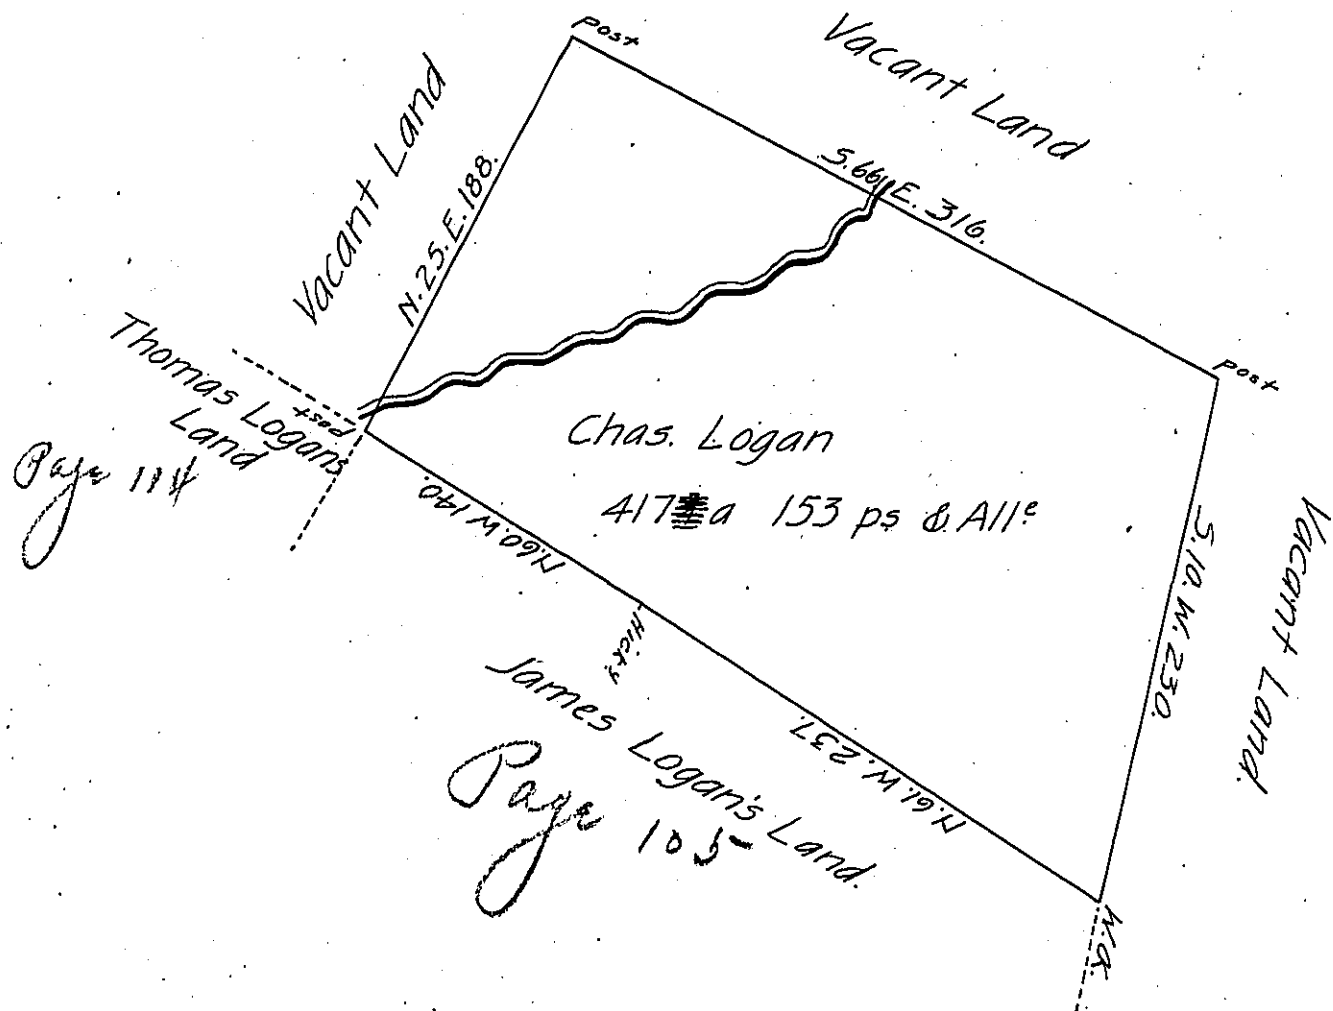 Post
Vacant Land
Vacant Land
S.66 E. 316.
N.25.E.188.
Thomas Logans
Land
Post
Page 114
Post
Chas. Logan
417 a 153 ps & Alle
N.60.W 140.
S.10.W.230.
Vacant Land.
Hick'y
James Logan's Land.
N.61.W.237.
Page 105
W.O.